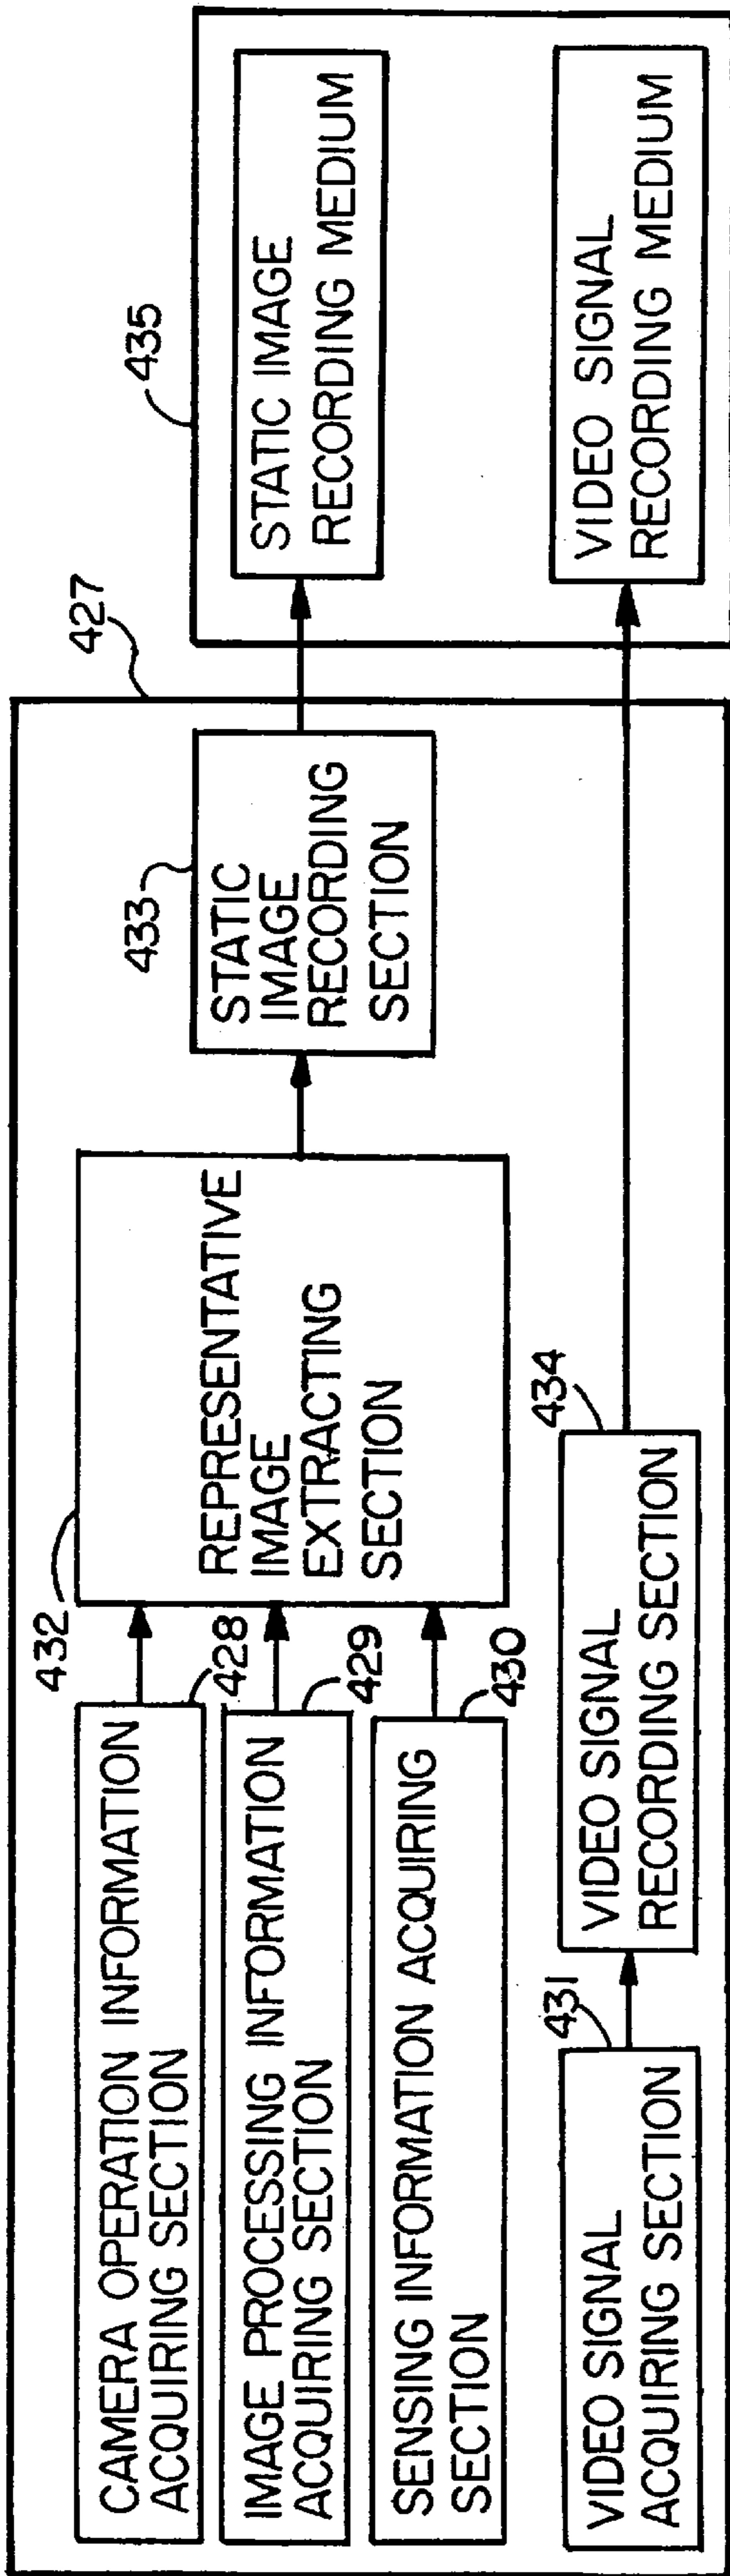 427
435
432
CAMERA OPERATION INFORMATION
ACQUIRING SECTION
428
IMAGE PROCESSING INFORMATION
ACQUIRING SECTION
429
SENSING INFORMATION ACQUIRING
SECTION
430
REPRESENTATIVE
IMAGE
EXTRACTING
SECTION
433
STATIC
IMAGE
RECORDING
SECTION
STATIC IMAGE
RECORDING MEDIUM
VIDEO SIGNAL
ACQUIRING SECTION
431
VIDEO SIGNAL
RECORDING SECTION
434
VIDEO SIGNAL
RECORDING MEDIUM